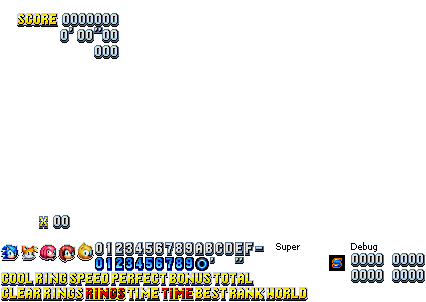 SCORE 0000000
0' 00"00
000
X 00
0123456789ABCDEF-
Super
Debug
0123456789 ' "
0000 0000
0000 0000
COOL RING SPEED PERFECT BONUS TOTAL
CLEAR RINGS RINGS TIME TIME BEST RANK WORLD